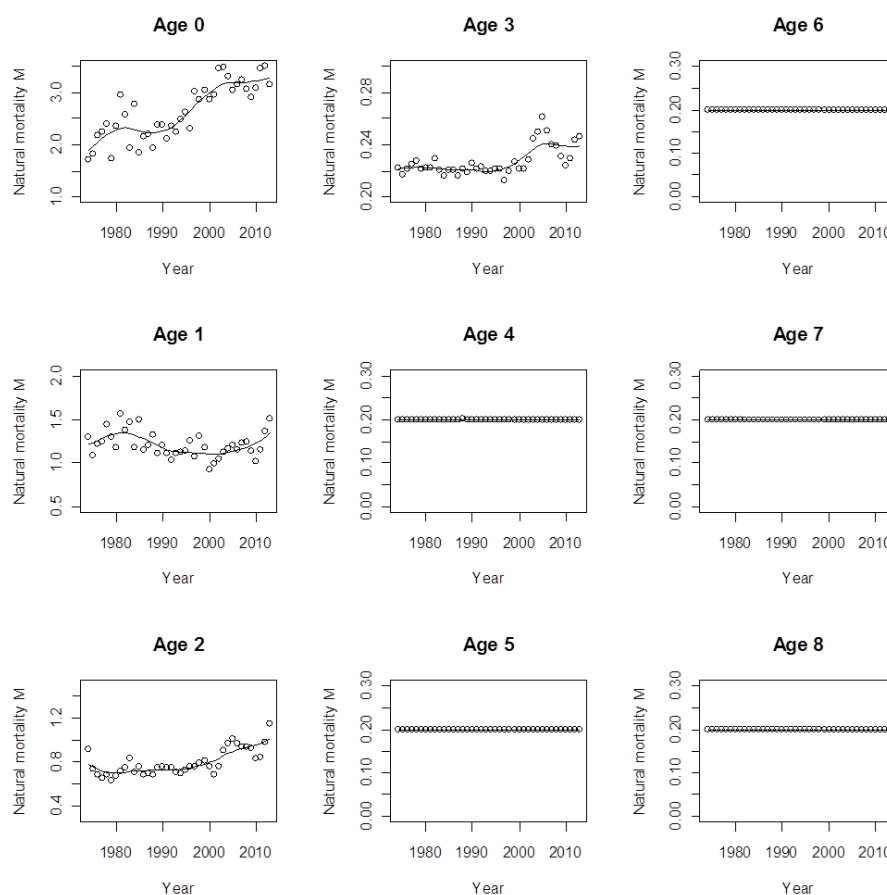 Age 0
Natural mortality M
3.0
2.0
1.0
1980 1990 2000 2010
Year
Age 3
Natural mortality M
0.28
0.24
0.20
1980 1990 2000 2010
Year
Age 6
Natural mortality M
0.30
0.20
0.10
0.00
1980 1990 2000 2010
Year
Age 1
Natural mortality M
2.0
1.5
1.0
0.5
1980 1990 2000 2010
Year
Age 4
Natural mortality M
0.30
0.20
0.10
0.00
1980 1990 2000 2010
Year
Age 7
Natural mortality M
0.30
0.20
0.10
0.00
1980 1990 2000 2010
Year
Age 2
Natural mortality M
1.2
0.8
0.4
1980 1990 2000 2010
Year
Age 5
Natural mortality M
0.30
0.20
0.10
0.00
1980 1990 2000 2010
Year
Age 8
Natural mortality M
0.30
0.20
0.10
0.00
1980 1990 2000 2010
Year